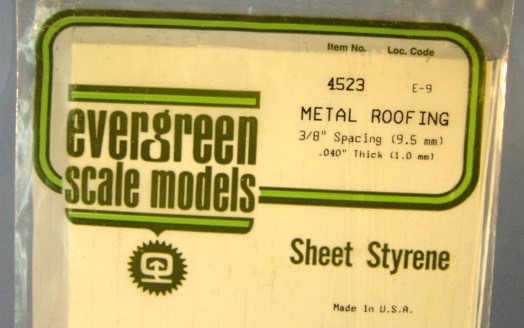 Item No. Loc. Code
4523 E-9
METAL ROOFING
3/8" Spacing (9.5 mm)
.040" Thick (1.0 mm)
evergreen
scale models
Sheet Styrene
Made in U.S.A.